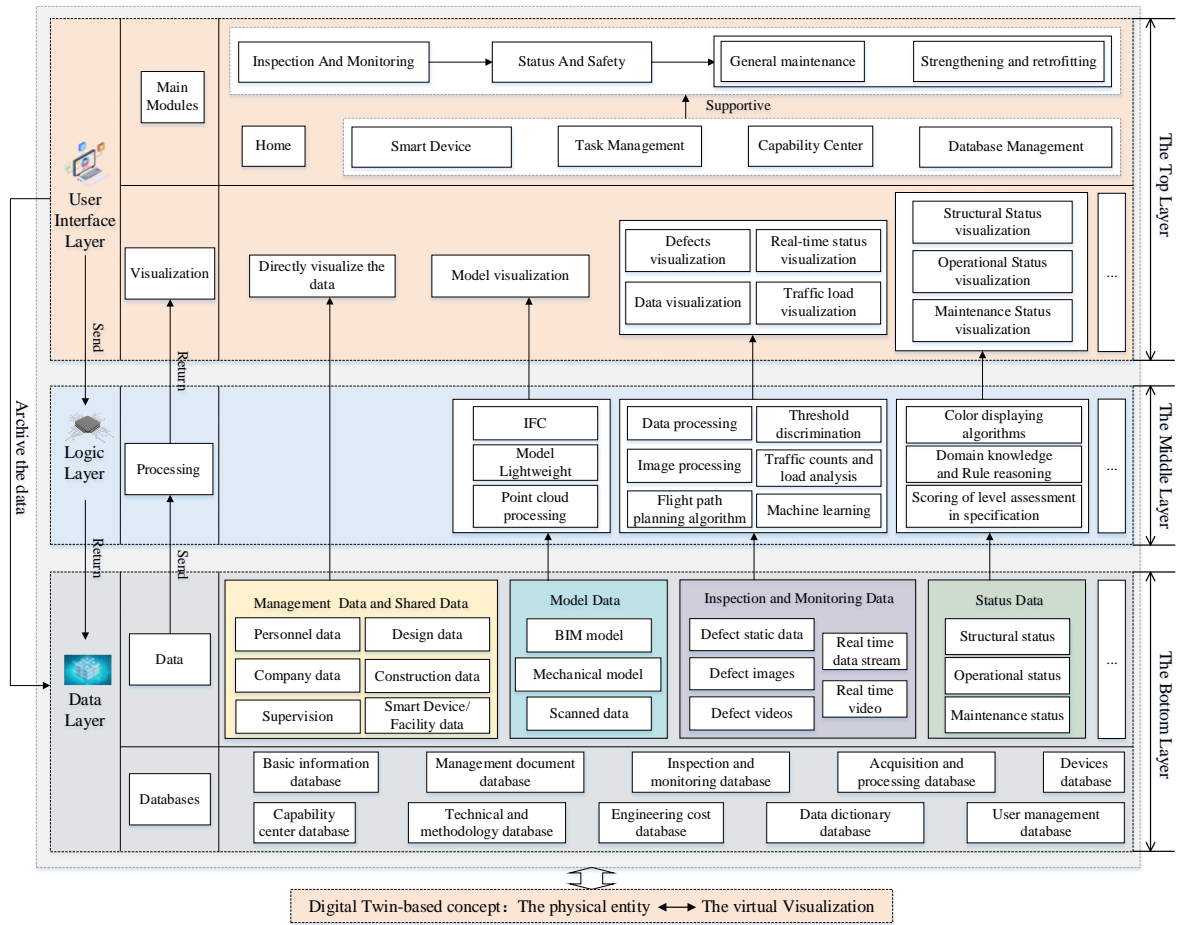 Inspection And Monitoring
Status And Safety
General maintenance
Strengthening and retrofitting
Main
Modules
Supportive
Home
Smart Device
Task Management
Capability Center
Database Management
User
Interface
Layer
The Top Layer
Visualization
Directly visualize the
data
Model visualization
Defects
visualization
Real-time status
visualization
Data visualization
Traffic load
visualization
Structural Status
visualization
Operational Status
visualization
Maintenance Status
visualization
...
Send
Return
Archive the data
Logic
Layer
Processing
IFC
Model
Lightweight
Point cloud
processing
Data processing
Threshold
discrimination
Image processing
Traffic counts and
load analysis
Flight path
planning algorithm
Machine learning
Color displaying
algorithms
Domain knowledge
and Rule reasoning
Scoring of level assessment
in specification
...
The Middle Layer
Return
Send
Data
Layer
Data
Management Data and Shared Data
Personnel data
Design data
Company data
Construction data
Supervision
Smart Device/
Facility data
Model Data
BIM model
Mechanical model
Scanned data
Inspection and Monitoring Data
Defect static data
Defect images
Defect videos
Real time
data stream
Real time
video
Status Data
Structural status
Operational status
Maintenance status
...
The Bottom Layer
Databases
Basic information
database
Management document
database
Inspection and
monitoring database
Acquisition and
processing database
Devices
database
Capability
center database
Technical and
methodology database
Engineering cost
database
Data dictionary
database
User management
database
Digital Twin-based concept：The physical entity ↔ The virtual Visualization